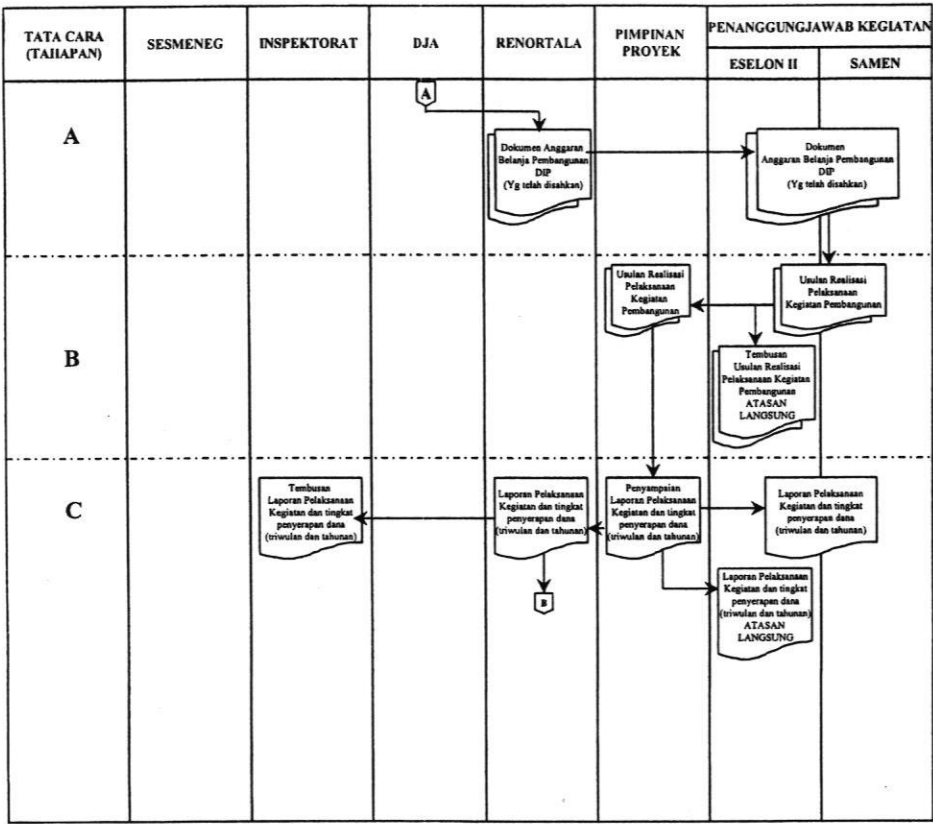 TATA CARA
(TAHAPAN)
SESMENEG
INSPEKTORAT
DJA
RENORTALA
PIMPINAN
PROYEK
PENANGGUNGJAWAB KEGIATAN
ESELON II
SAMEN
A
A
Dokumen Anggaran
Belanja Pembangunan
DIP
(Yg telah disahkan)
Dokumen
Anggaran Belanja Pembangunan
DIP
(Yg telah disahkan)
B
Usulan Realisasi
Pelaksanaan
Kegiatan
Pembangunan
Usulan Realisasi
Pelaksanaan
Kegiatan Pembangunan
Tembusan
Usulan Realisasi
Pelaksanaan Kegiatan
Pembangunan
ATASAN
LANGSUNG
C
Tembusan
Laporan Pelaksanaan
Kegiatan dan tingkat
penyerapan dana
(triwulan dan tahunan)
Laporan Pelaksanaan
Kegiatan dan tingkat
penyerapan dana
(triwulan dan tahunan)
Penyampaian
Laporan Pelaksanaan
Kegiatan dan tingkat
penyerapan dana
(triwulan dan tahunan)
Laporan Pelaksanaan
Kegiatan dan tingkat
penyerapan dana
(triwulan dan tahunan)
B
Laporan Pelaksanaan
Kegiatan dan tingkat
penyerapan dana
(triwulan dan tahunan)
ATASAN
LANGSUNG